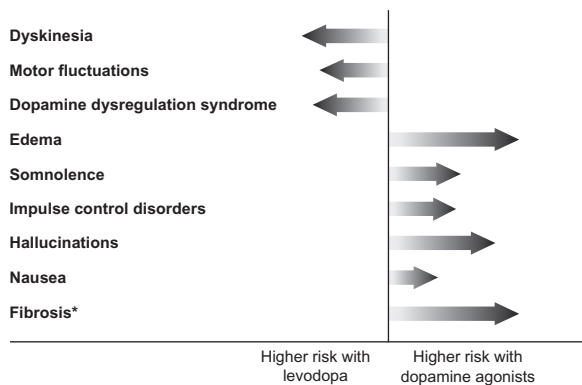 Dyskinesia
Motor fluctuations
Dopamine dysregulation syndrome
Edema
Somnolence
Impulse control disorders
Hallucinations
Nausea
Fibrosis*
Higher risk with
levodopa
Higher risk with
dopamine agonists